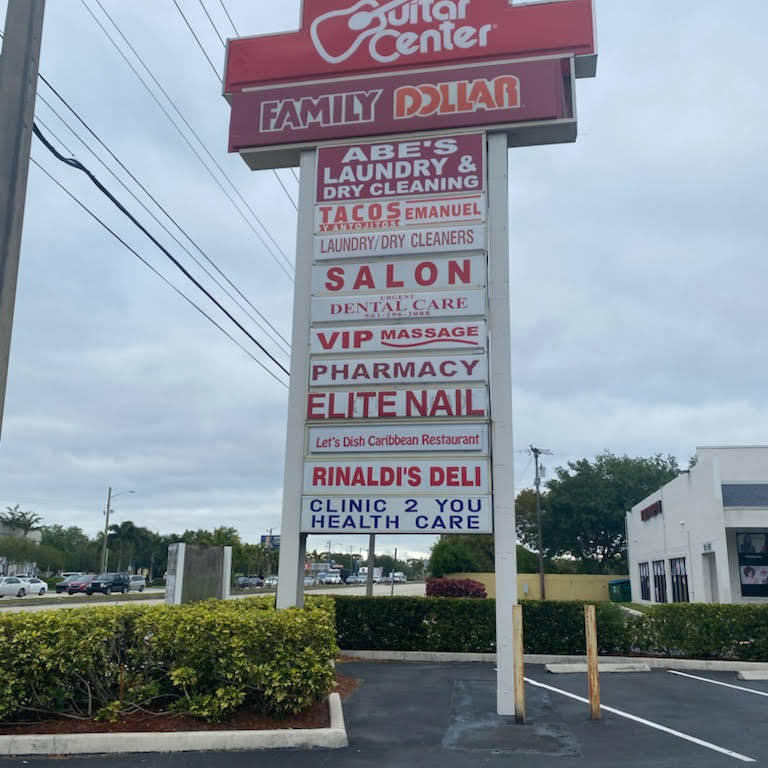 Guitar
Center
FAMILY DOLLAR
ABE'S
LAUNDRY &
DRY CLEANING
TACOS EMANUEL
Y ANTOJITOS
LAUNDRY/DRY CLEANERS
SALON
URGENT
DENTAL CARE
561-296-3088
VIP MASSAGE
PHARMACY
ELITE NAIL
Let's Dish Caribbean Restaurant
RINALDI'S DELI
CLINIC 2 YOU
HEALTH CARE